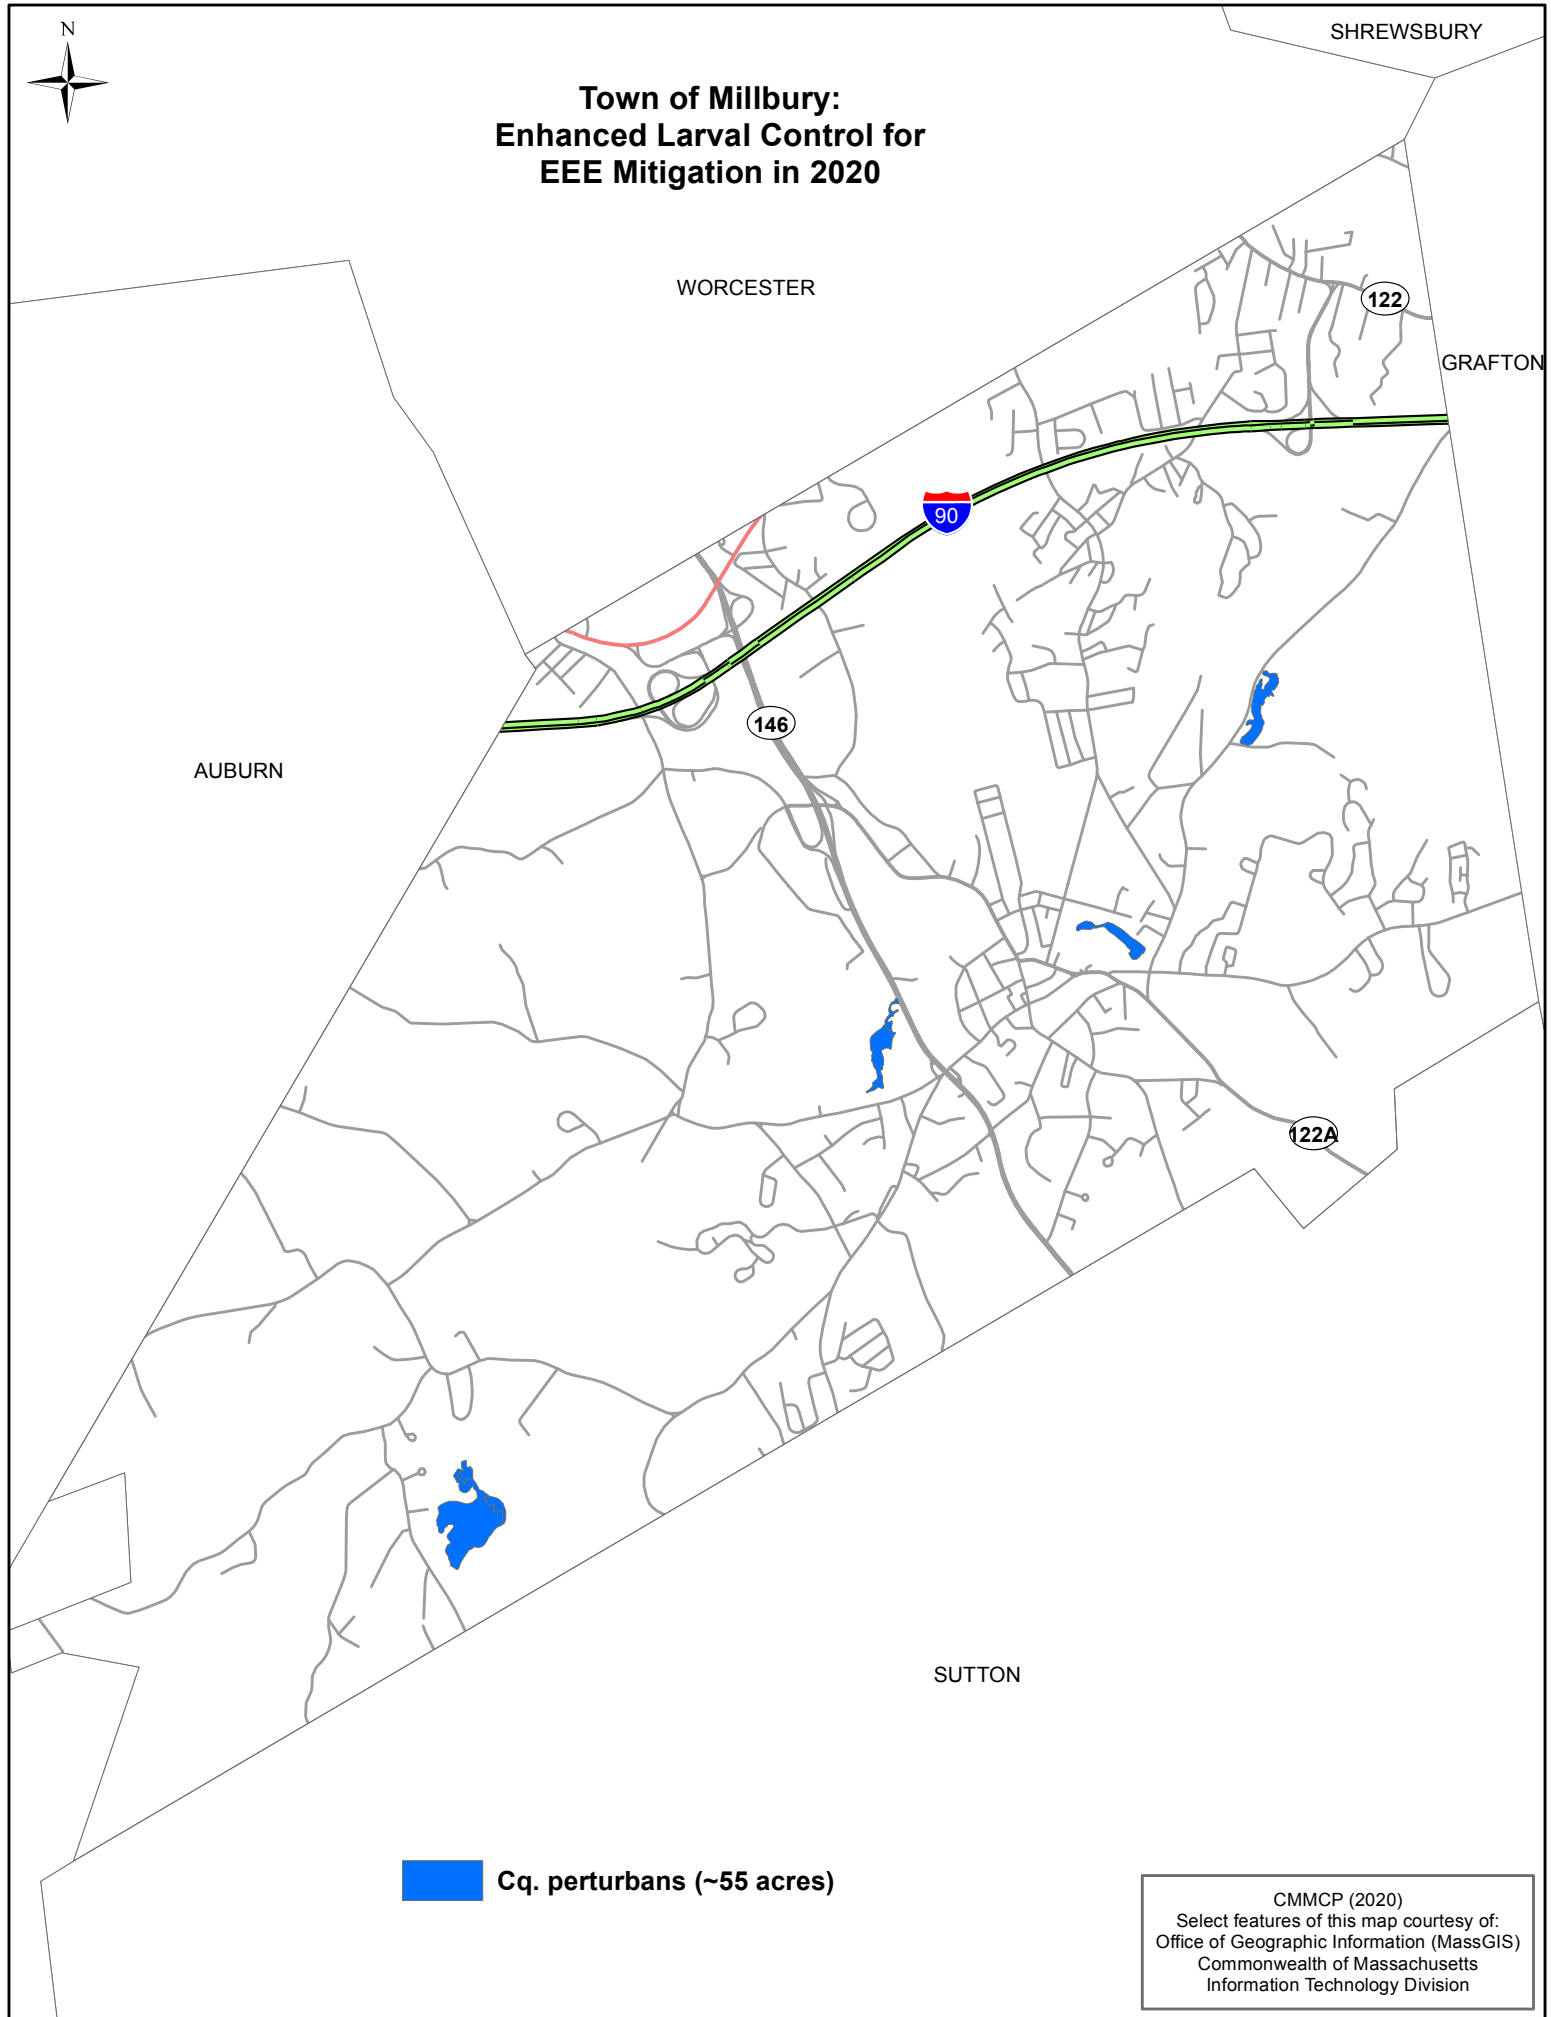 N
SHREWSBURY
Town of Millbury:
Enhanced Larval Control for
EEE Mitigation in 2020
WORCESTER
122
GRAFTON
90
146
AUBURN
122A
SUTTON
Cq. perturbans (~55 acres)
CMMCP (2020)
Select features of this map courtesy of:
Office of Geographic Information (MassGIS)
Commonwealth of Massachusetts
Information Technology Division